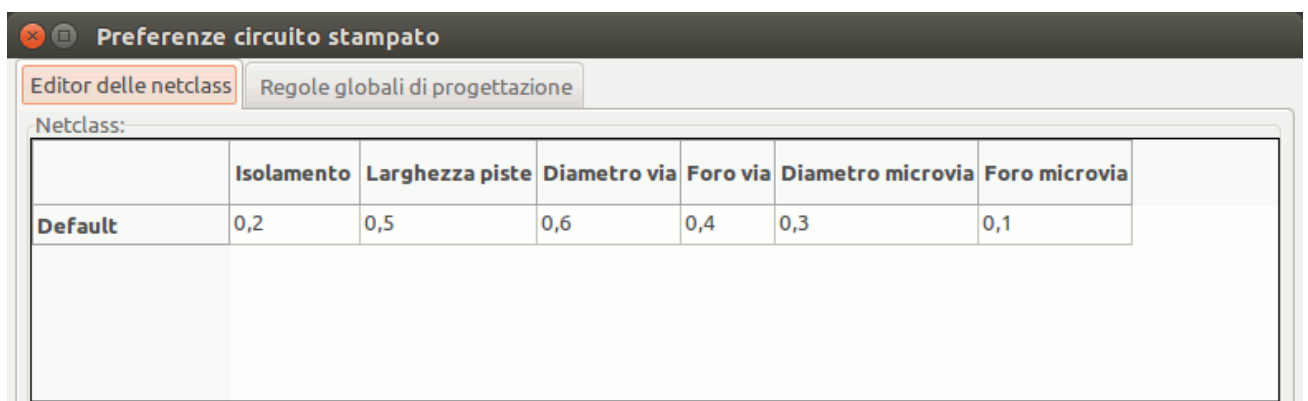 Preferenze circuito stampato
Editor delle netclass Regole globali di progettazione
Netclass:
Isolamento Larghezza piste Diametro via Foro via Diametro microvia Foro microvia
Default 0,2 0,5 0,6 0,4 0,3 0,1